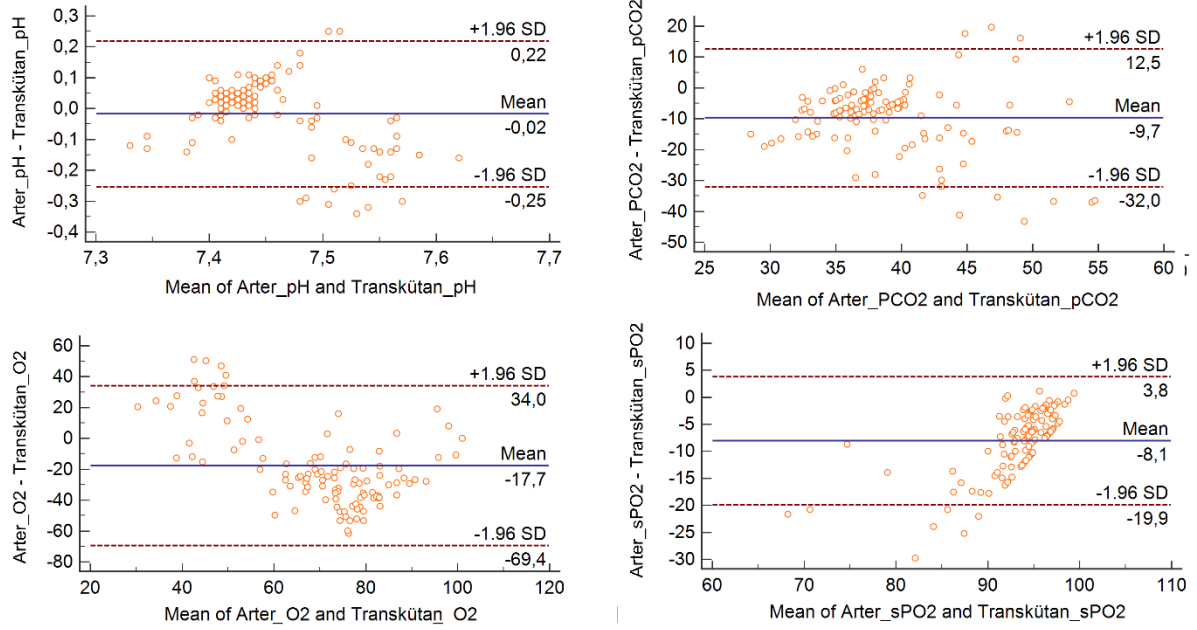 Arter_pH - Transkütan_pH
0,3
0,2
0,1
0,0
-0,1
-0,2
-0,3
-0,4
+1.96 SD
0,22
Mean
-0,02
-1.96 SD
-0,25
7,3 7,4 7,5 7,6 7,7
Mean of Arter_pH and Transkütan_pH
Arter_PCO2 - Transkütan_pCO2
20
10
0
-10
-20
-30
-40
-50
+1.96 SD
12,5
Mean
-9,7
-1.96 SD
-32,0
25 30 35 40 45 50 55 60
Mean of Arter_PCO2 and Transkütan_pCO2
Arter_O2 - Transkütan_O2
60
40
20
0
-20
-40
-60
-80
+1.96 SD
34,0
Mean
-17,7
-1.96 SD
-69,4
20 40 60 80 100 120
Mean of Arter_O2 and Transkütan_O2
Arter_sPO2 - Transkütan_sPO2
10
5
0
-5
-10
-15
-20
-25
-30
+1.96 SD
3,8
Mean
-8,1
-1.96 SD
-19,9
60 70 80 90 100 110
Mean of Arter_sPO2 and Transkütan_sPO2